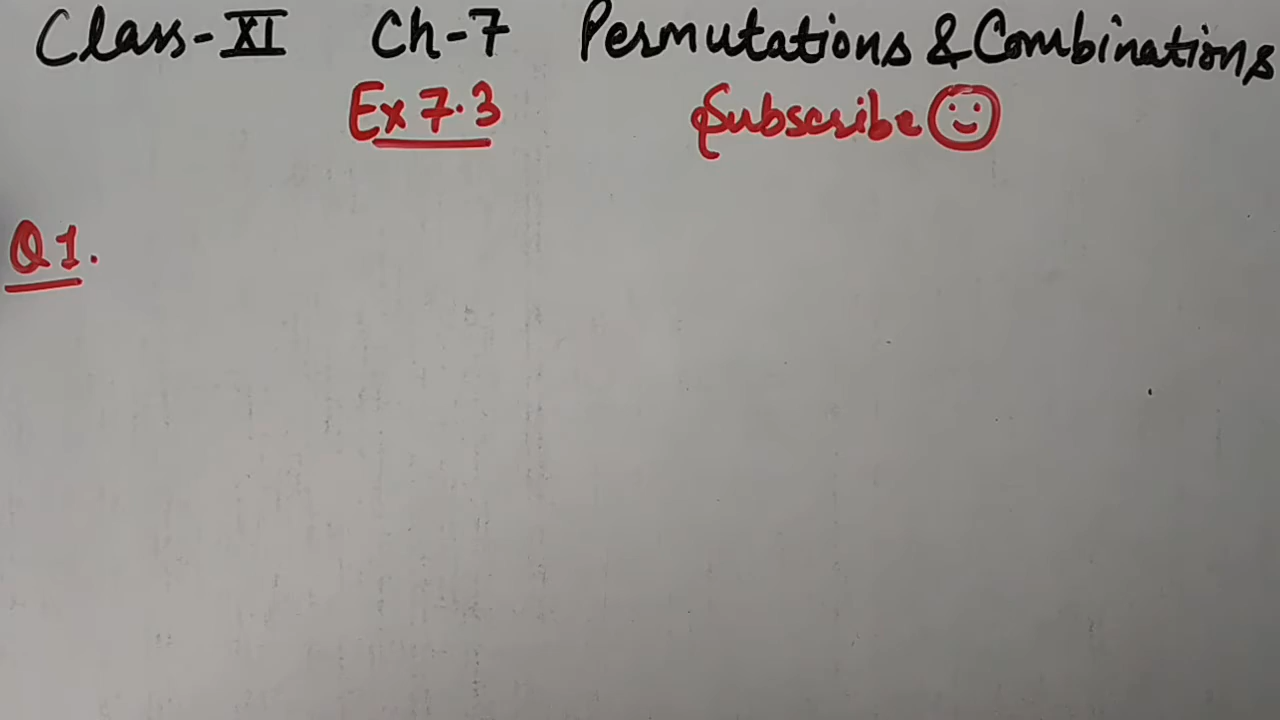 Class-XI Ch-7 Permutations & Combinations
Ex 7.3 Subscribe
Q1.